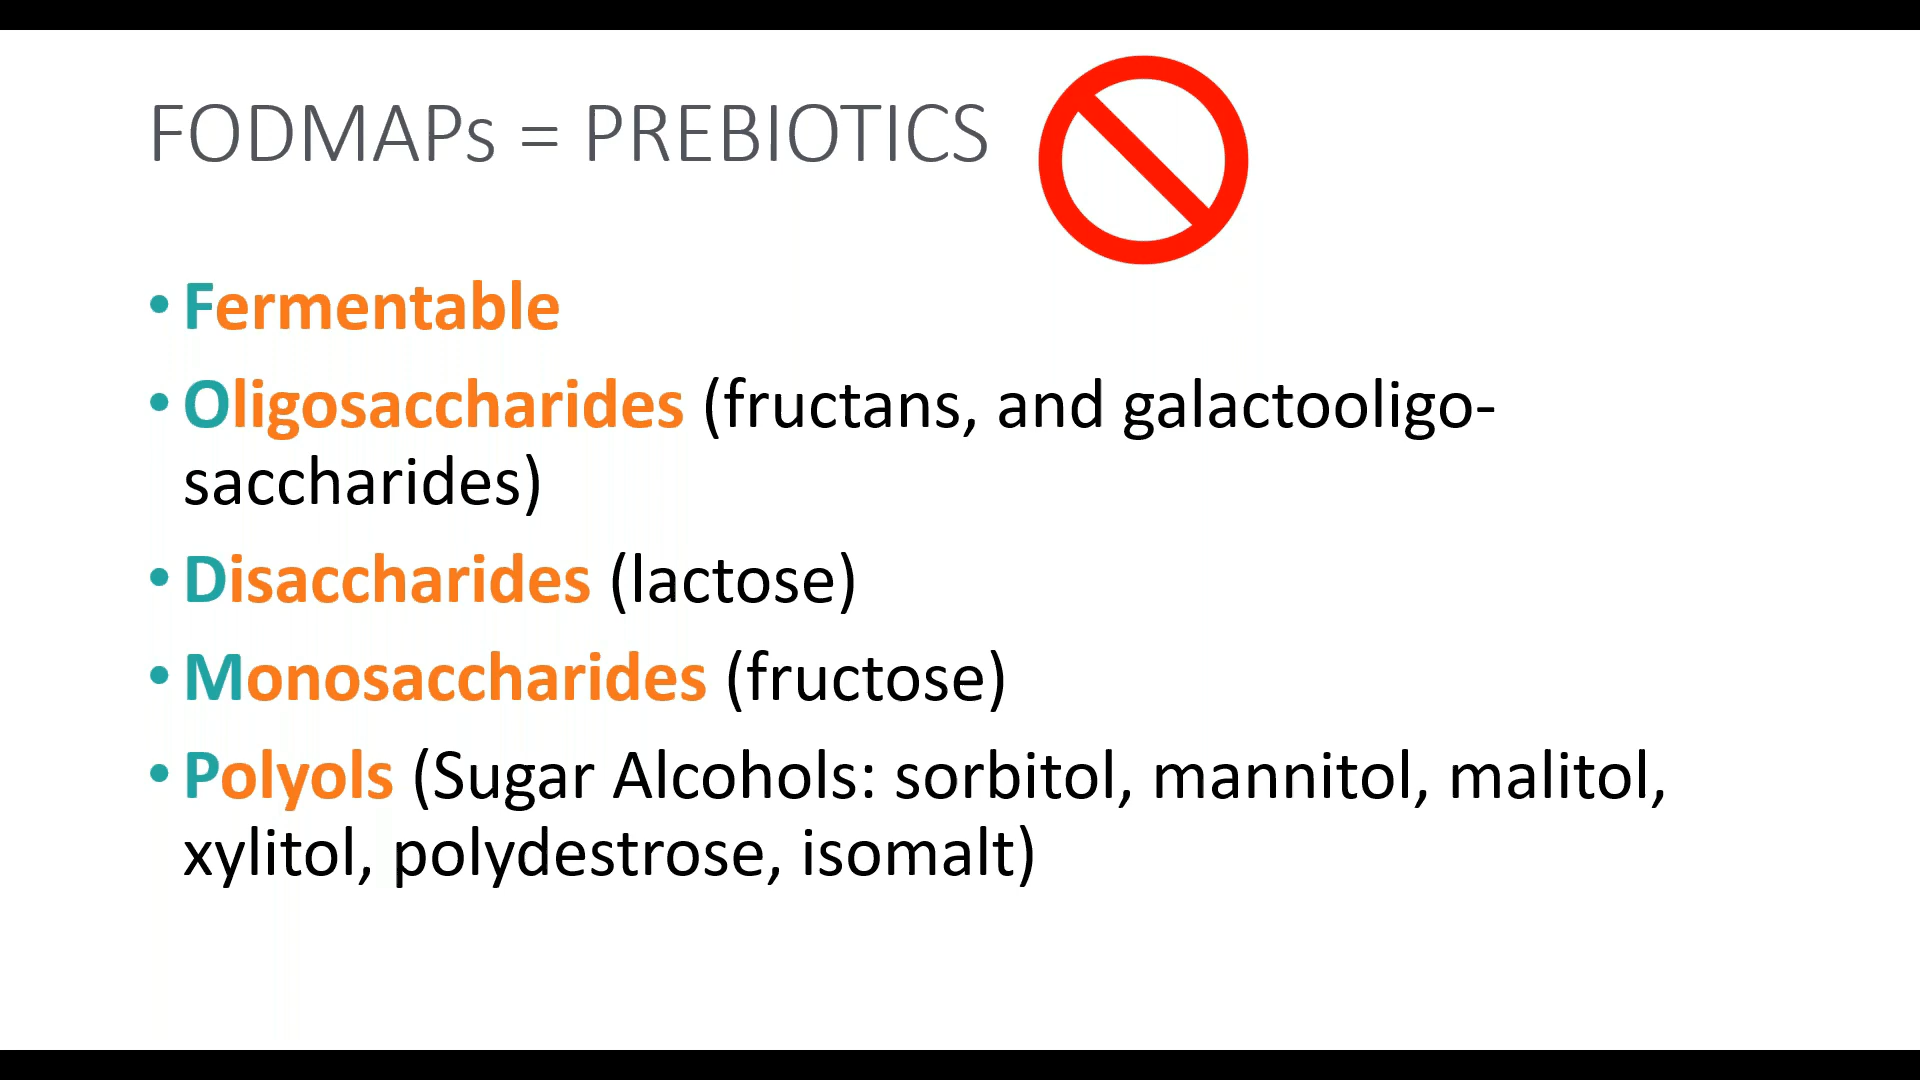 FODMAPs = PREBIOTICS
• Fermentable
• Oligosaccharides (fructans, and galactooligo-
saccharides)
• Disaccharides (lactose)
• Monosaccharides (fructose)
• Polyols (Sugar Alcohols: sorbitol, mannitol, malitol,
xylitol, polydestrose, isomalt)